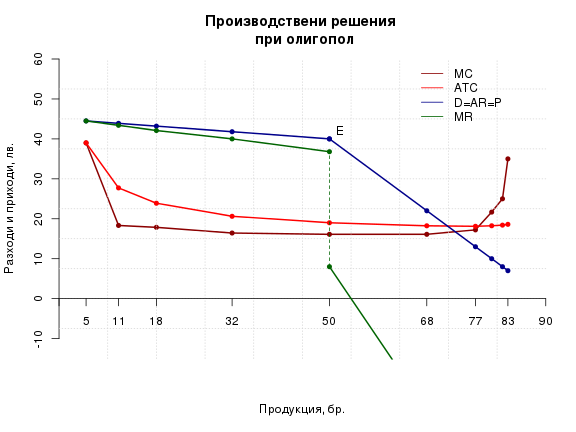 Производствени решения
при олигопол
MC
ATC
D=AR=P
MR
E
Разходи и приходи, лв.
60
50
40
30
20
10
0
-10
5 11 18 32 50 68 77 83 90
Продукция, бр.